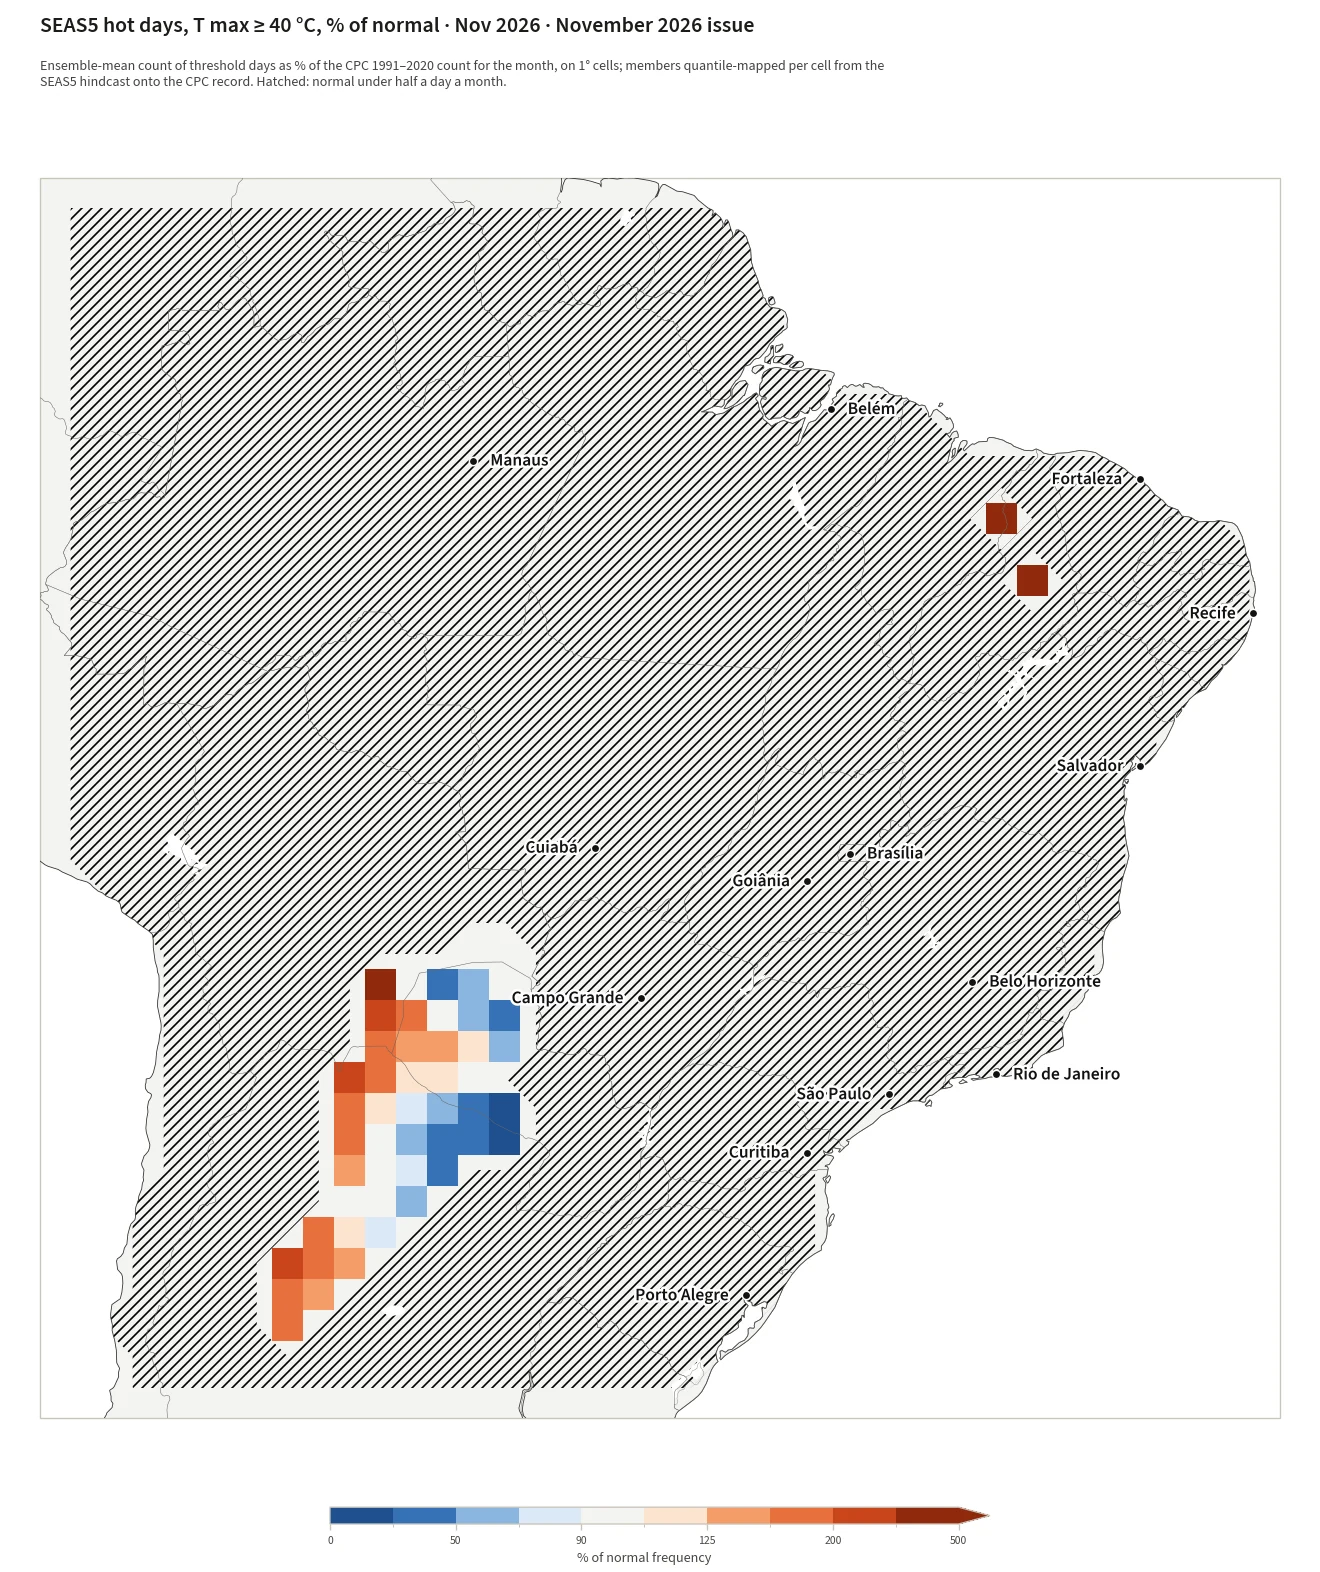 SEAS5 hot days, T max ≥ 40 °C, % of normal · Nov 2026 · November 2026 issue
Ensemble-mean count of threshold days as % of the CPC 1991–2020 count for the month, on 1° cells; members quantile-mapped per cell from the
SEAS5 hindcast onto the CPC record. Hatched: normal under half a day a month.
Belém
Manaus
Fortaleza
Recife
Salvador
Cuiabá
Brasília
Goiânia
Belo Horizonte
Campo Grande
Rio de Janeiro
São Paulo
Curitiba
Porto Alegre
0 50 90 125 200 500
% of normal frequency